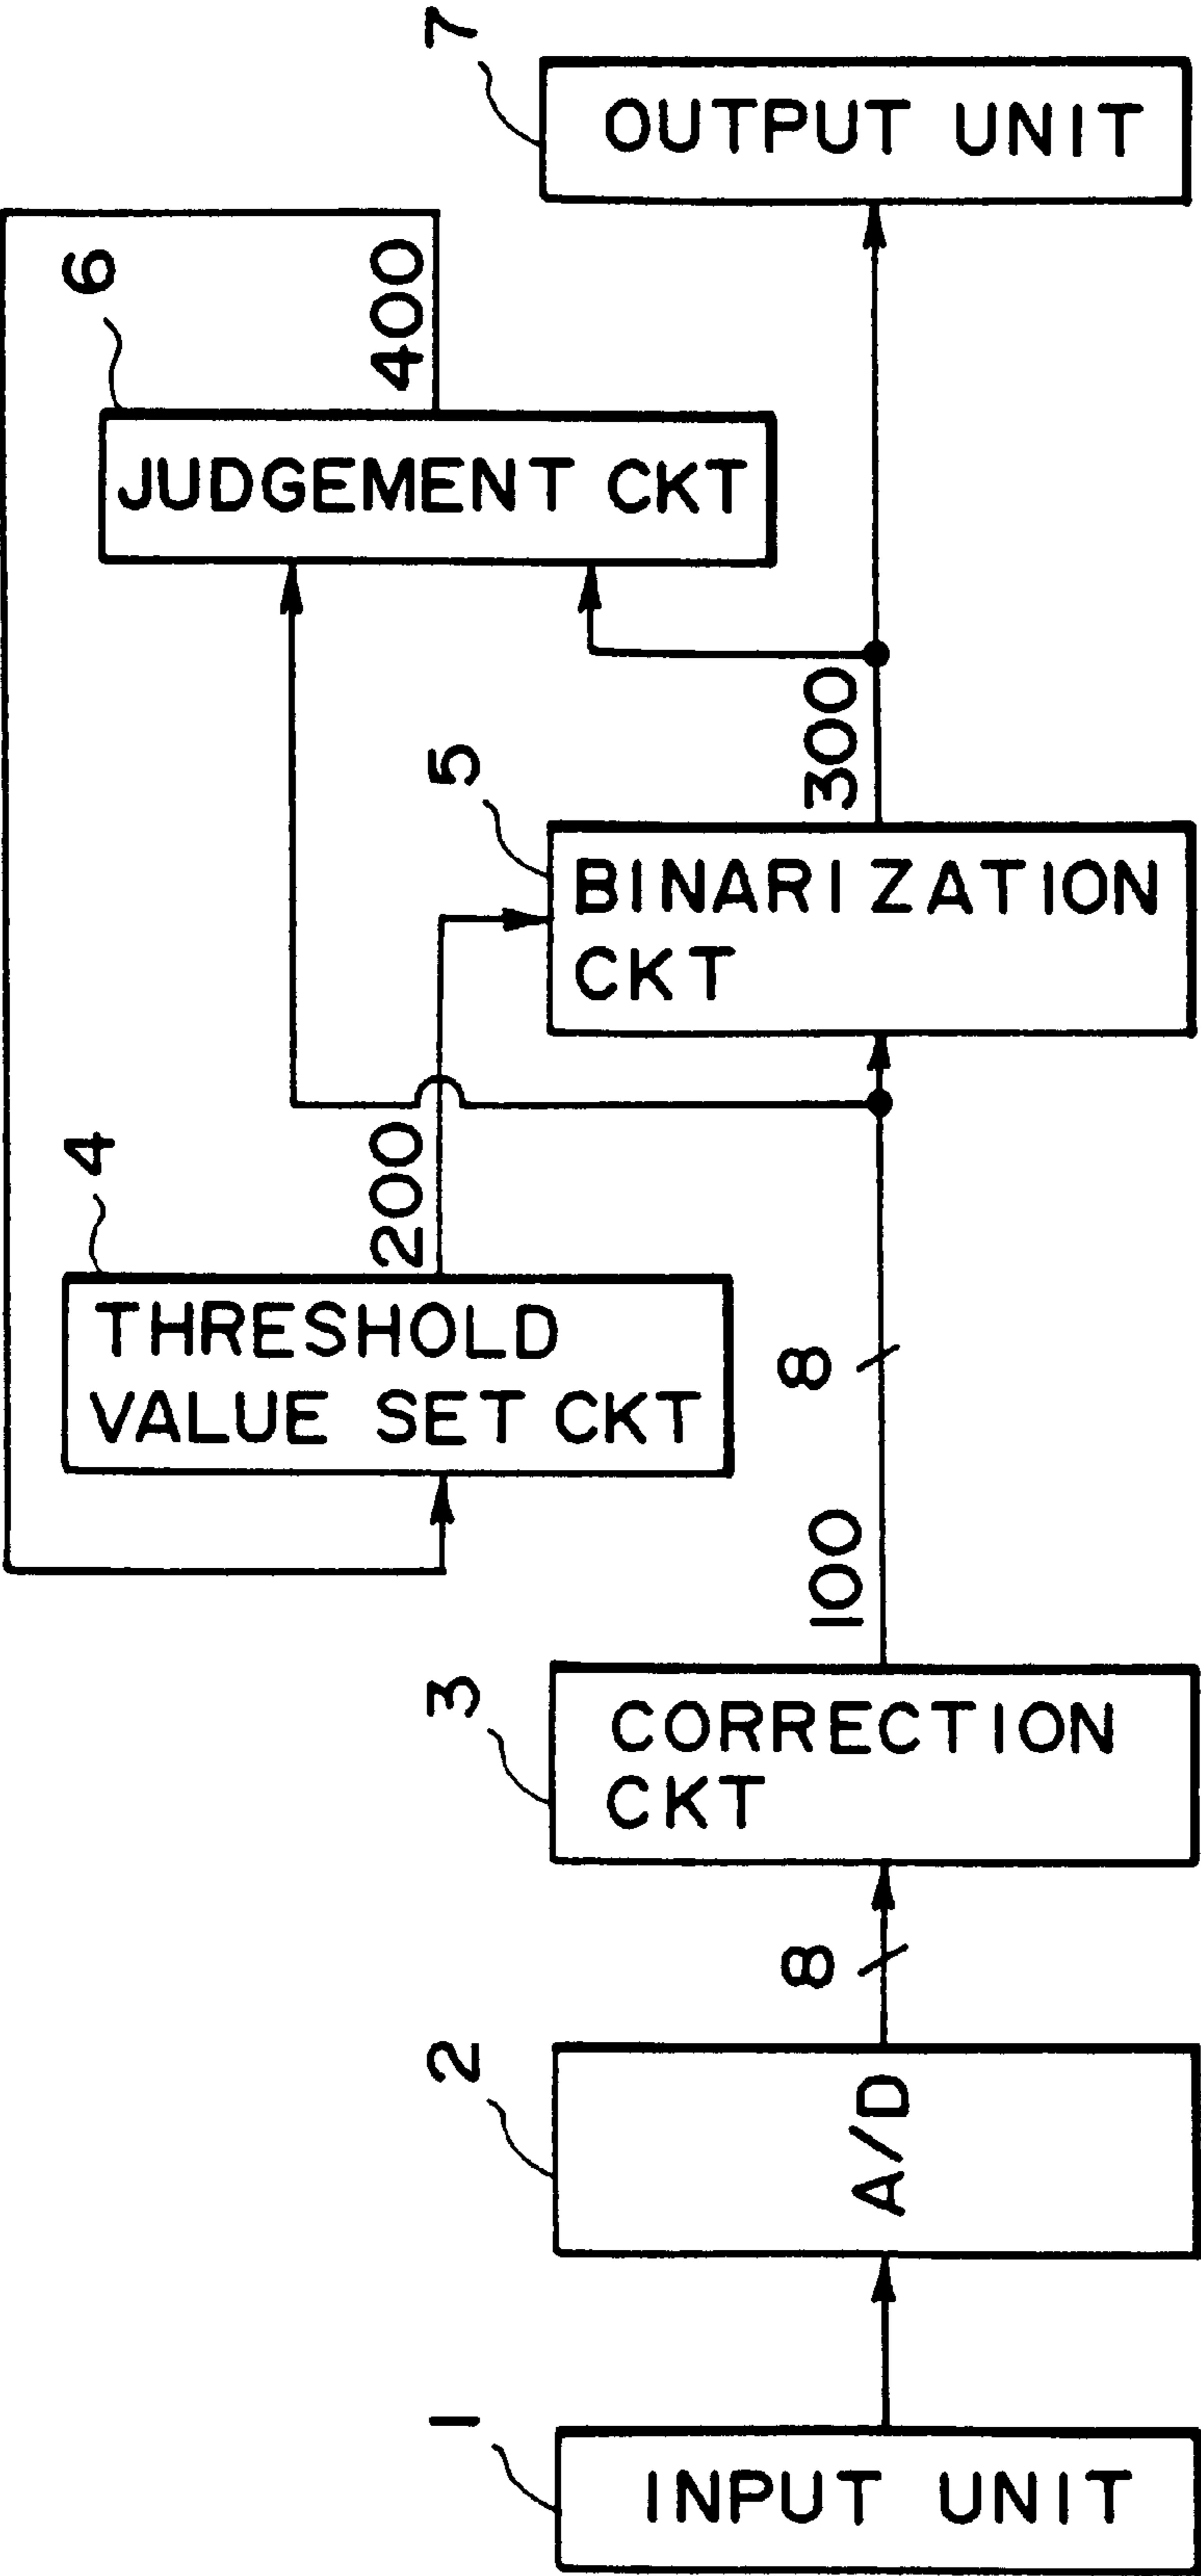 1
INPUT UNIT
2
A/D
8
3
CORRECTION
CKT
100
8
4
THRESHOLD
VALUE SET CKT
200
5
BINARIZATION
CKT
300
6
JUDGEMENT CKT
400
7
OUTPUT UNIT